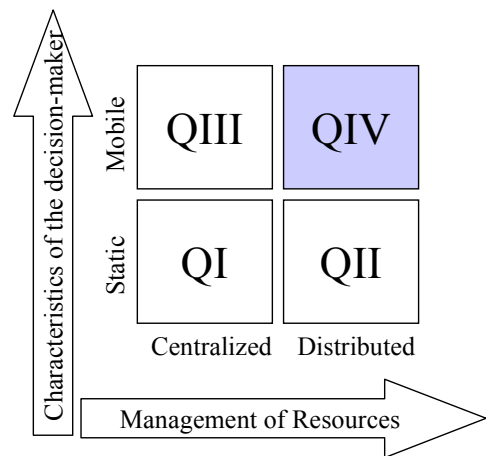 Characteristics of the decision-maker
Mobile
QIII
QIV
Static
QI
QII
Centralized
Distributed
Management of Resources